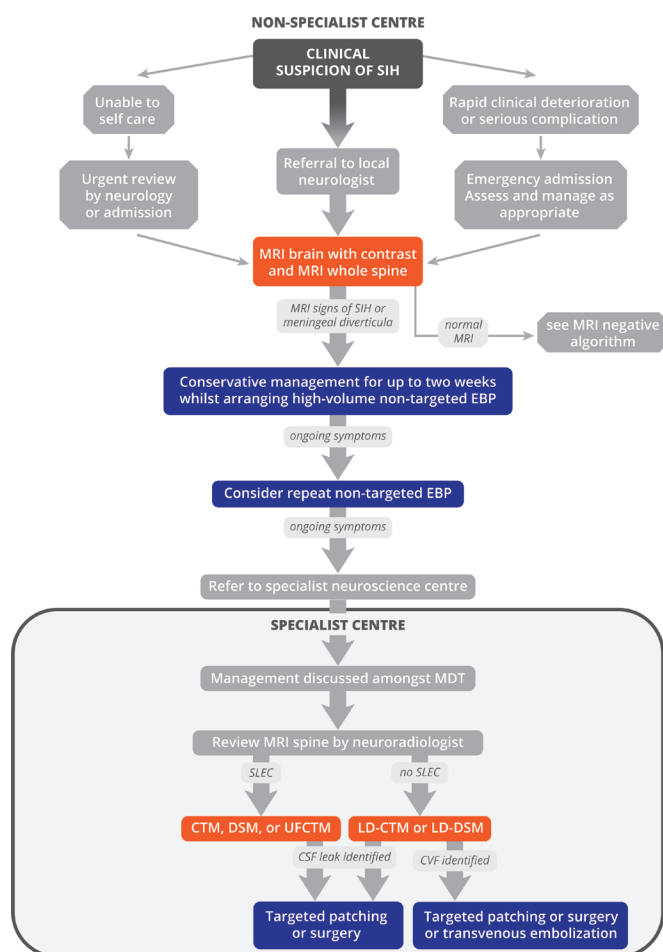 NON-SPECIALIST CENTRE
CLINICAL
SUSPICION OF SIH
Unable to
self care
Rapid clinical deterioration
or serious complication
Urgent review
by neurology
or admission
Referral to local
neurologist
Emergency admission
Assess and manage as
appropriate
MRI brain with contrast
and MRI whole spine
MRI signs of SIH or
meningeal diverticula
normal
MRI
see MRI negative
algorithm
Conservative management for up to two weeks
whilst arranging high-volume non-targeted EBP
ongoing symptoms
Consider repeat non-targeted EBP
ongoing symptoms
Refer to specialist neuroscience centre
SPECIALIST CENTRE
Management discussed amongst MDT
Review MRI spine by neuroradiologist
SLEC
no SLEC
CTM, DSM, or UFCTM
LD-CTM or LD-DSM
CSF leak identified
CVF identified
Targeted patching
or surgery
Targeted patching or surgery
or transvenous embolization